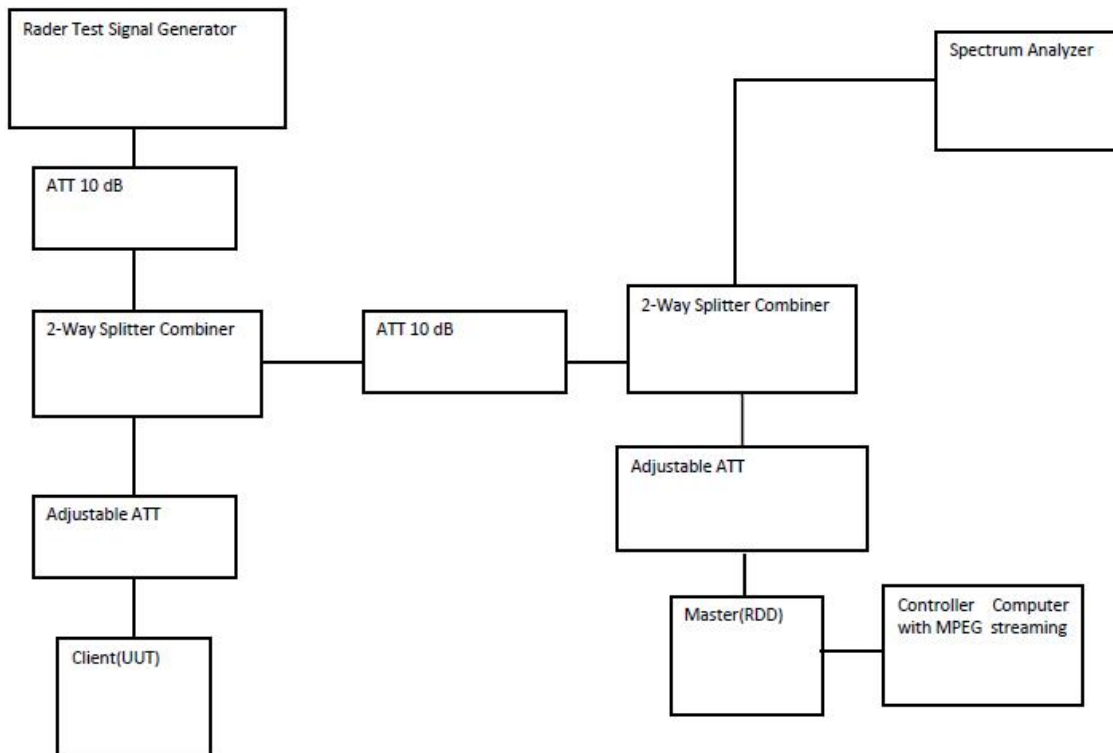 Rader Test Signal Generator
Spectrum Analyzer
ATT 10 dB
2-Way Splitter Combiner
ATT 10 dB
2-Way Splitter Combiner
Adjustable ATT
Adjustable ATT
Master(RDD)
Controller Computer
with MPEG streaming
Client(UUT)